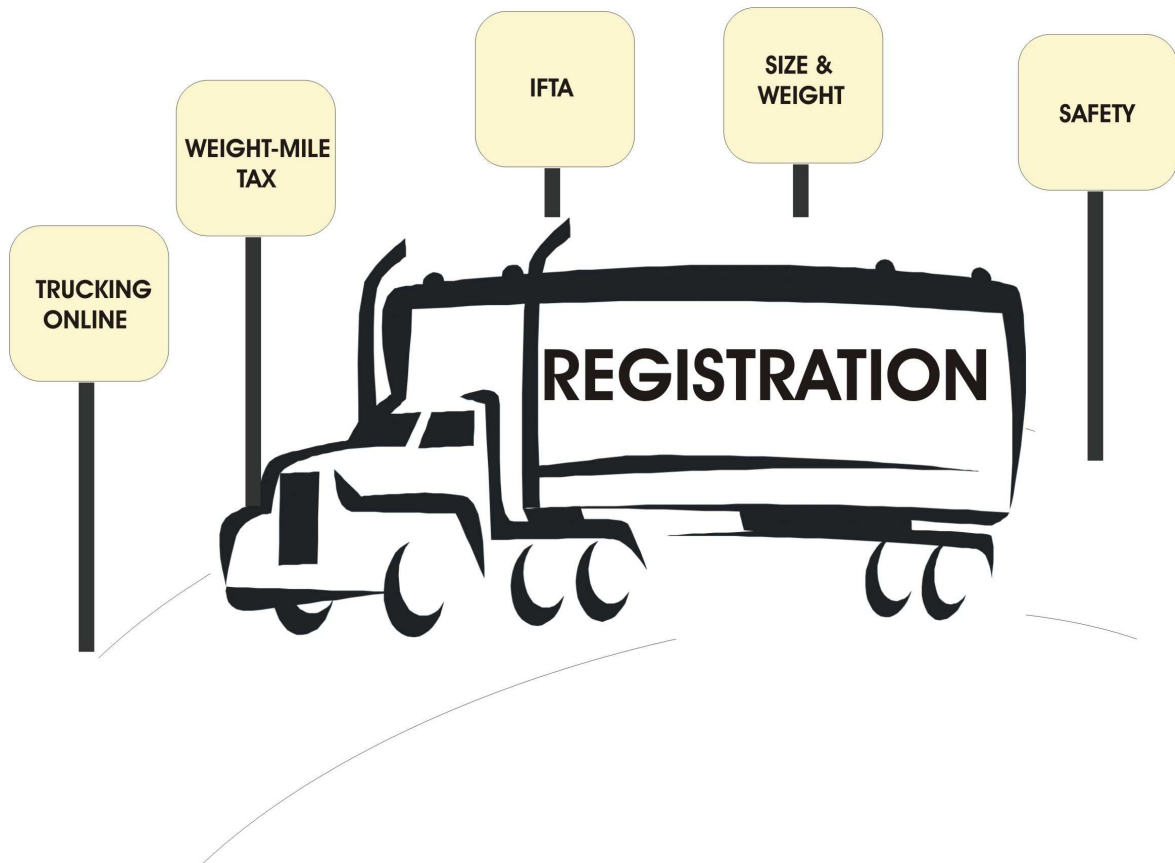 TRUCKING
ONLINE
WEIGHT-MILE
TAX
IFTA
SIZE &
WEIGHT
SAFETY
REGISTRATION